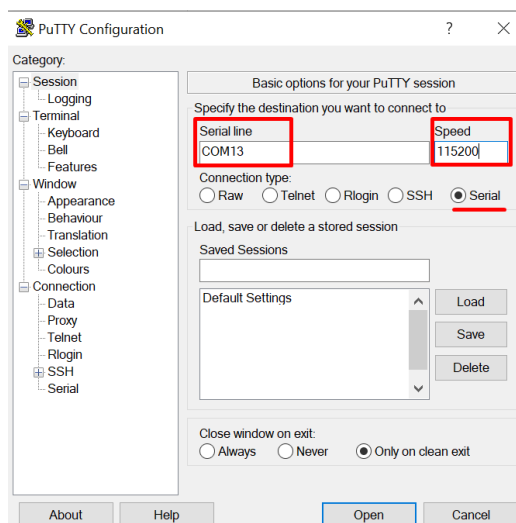 PuTTY Configuration
?
Category:
Session
Logging
Terminal
Keyboard
Bell
Features
Window
Appearance
Behaviour
Translation
Selection
Colours
Connection
Data
Proxy
Telnet
Rlogin
SSH
Serial
Basic options for your PuTTY session
Specify the destination you want to connect to
Serial line Speed
COM13 115200
Connection type:
Raw Telnet Rlogin SSH Serial
Load, save or delete a stored session
Saved Sessions
Default Settings
Load
Save
Delete
Close window on exit:
Always Never Only on clean exit
About Help Open Cancel